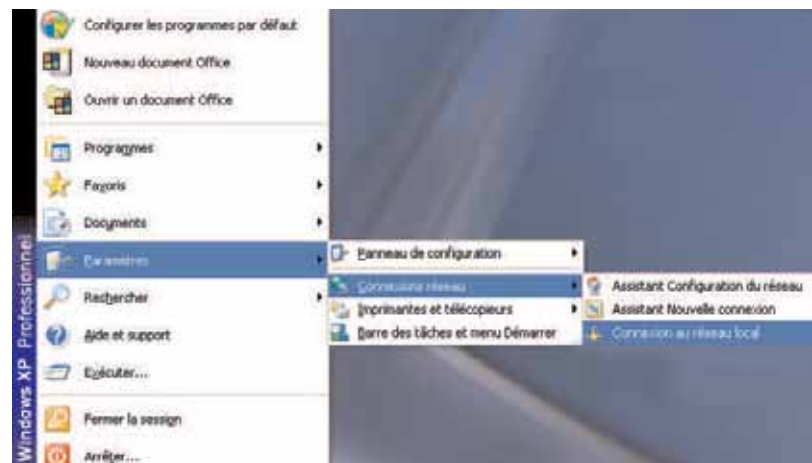 Configurer les programmes par défaut
Nouveau document Office
Ouvrir un document Office
Programmes
Favoris
Documents
Paramètres
Rechercher
Aide et support
Exécuter...
Fermer la session
Arrêter...
Windows XP Professionnel
Panneau de configuration
Connexions réseau
Imprimantes et télécopieurs
Barre des tâches et menu Démarrer
Assistant Configuration du réseau
Assistant Nouvelle connexion
Connexion au réseau local